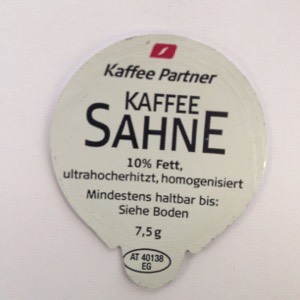 Kaffee Partner
KAFFEE
SAHNE
10% Fett,
ultrahocherhitzt, homogenisiert
Mindestens haltbar bis:
Siehe Boden
7,5 g
AT 40138
EG